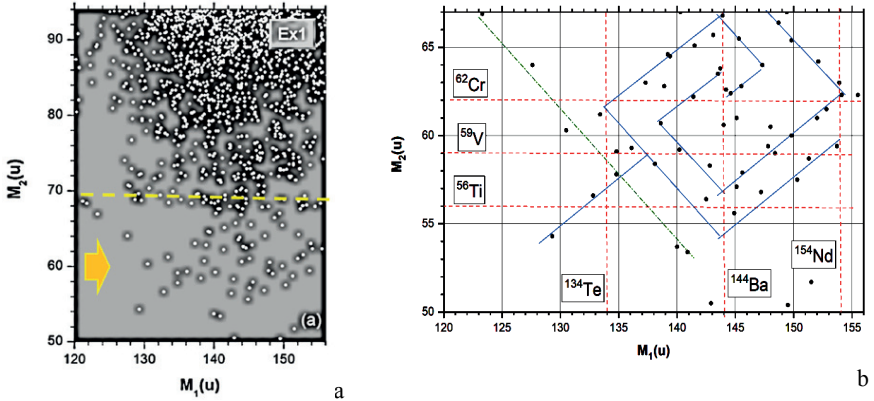 Ex1
M₂(u)
90
80
70
60
50
120
130
140
150
M₁(u)
(a)
a
M₂(u)
65
60
55
50
⁶²Cr
⁵⁹V
⁵⁶Ti
¹³⁴Te
¹⁴⁴Ba
¹⁵⁴Nd
120
125
130
135
140
145
150
155
M₁(u)
b